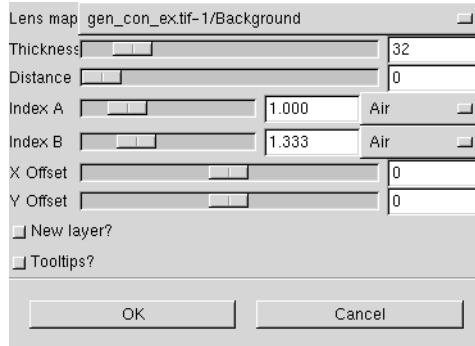 Lens map gen_con_ex.tif-1/Background
Thickness 32
Distance 0
Index A 1.000 Air
Index B 1.333 Air
X Offset 0
Y Offset 0
New layer?
Tooltips?
OK Cancel